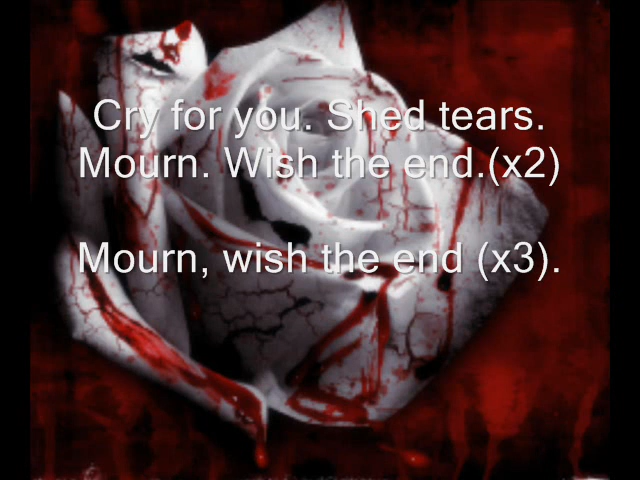 Cry for you. Shed tears.
Mourn. Wish the end.(x2)
Mourn, wish the end (x3).